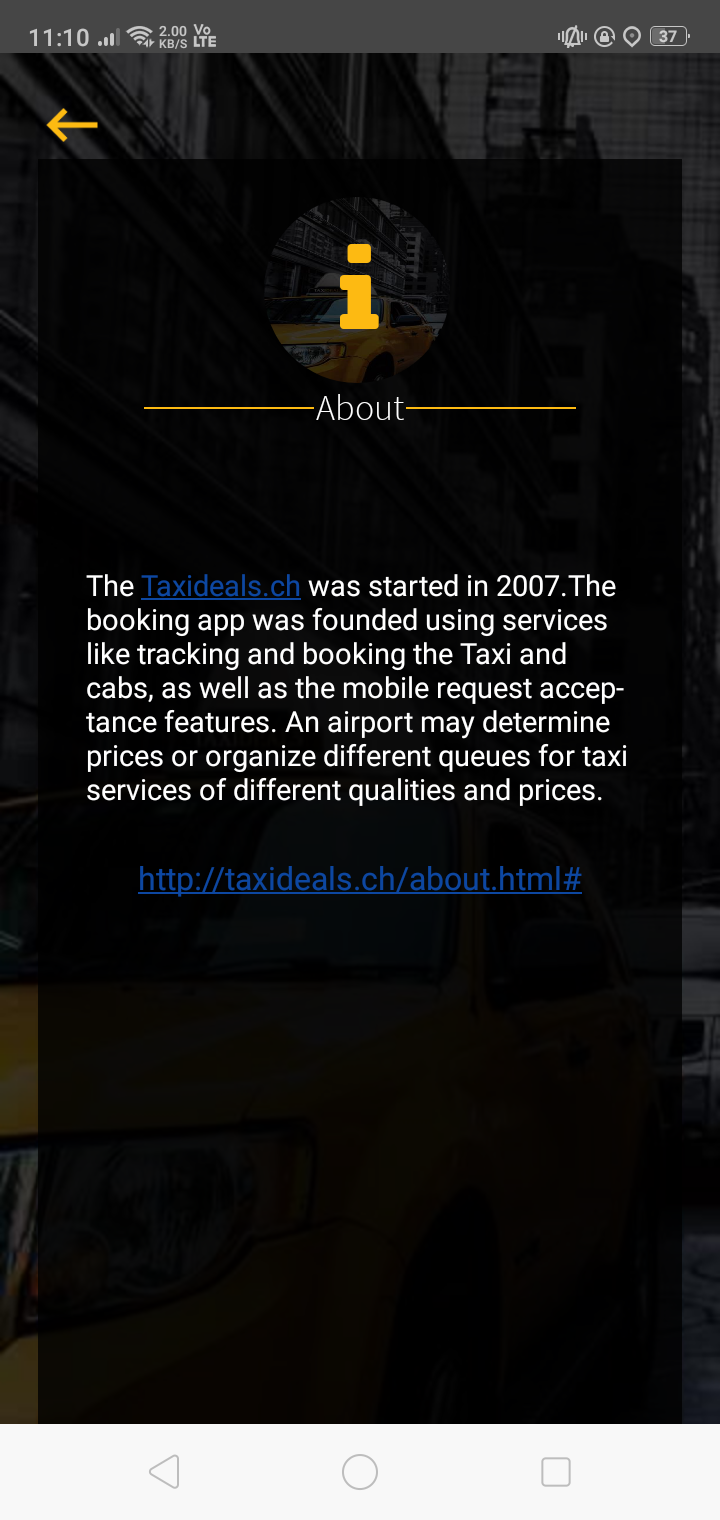 11:10 2.00 KB/S Vo LTE 37
About
The Taxideals.ch was started in 2007.The
booking app was founded using services
like tracking and booking the Taxi and
cabs, as well as the mobile request accep-
tance features. An airport may determine
prices or organize different queues for taxi
services of different qualities and prices.
http://taxideals.ch/about.html#